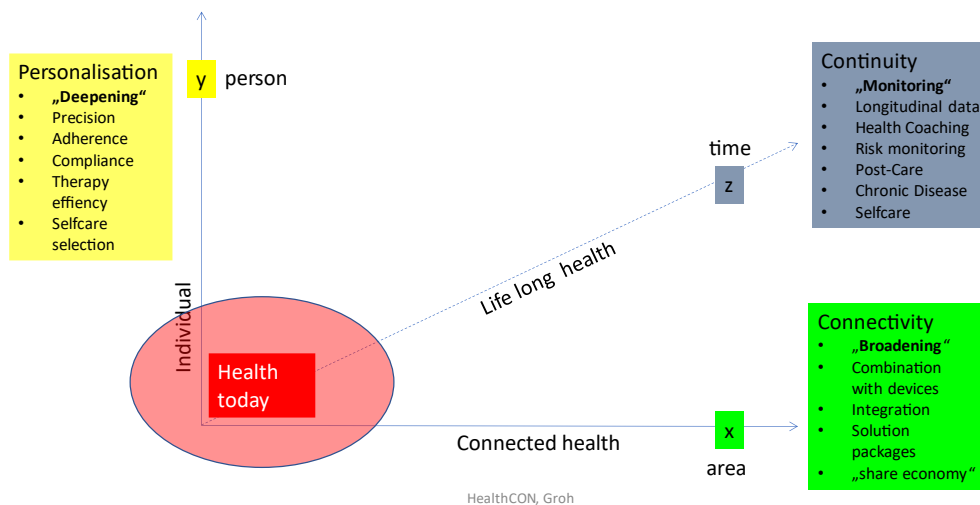 Personalisation
• „Deepening“
• Precision
• Adherence
• Compliance
• Therapy
effiency
• Selfcare
selection
y
person
Continuity
• „Monitoring“
• Longitudinal data
• Health Coaching
• Risk monitoring
• Post-Care
• Chronic Disease
• Selfcare
time
z
Life long health
Individual
Health
today
Connected health
x
area
Connectivity
• „Broadening“
• Combination
with devices
• Integration
• Solution
packages
• „share economy“
HealthCON, Groh